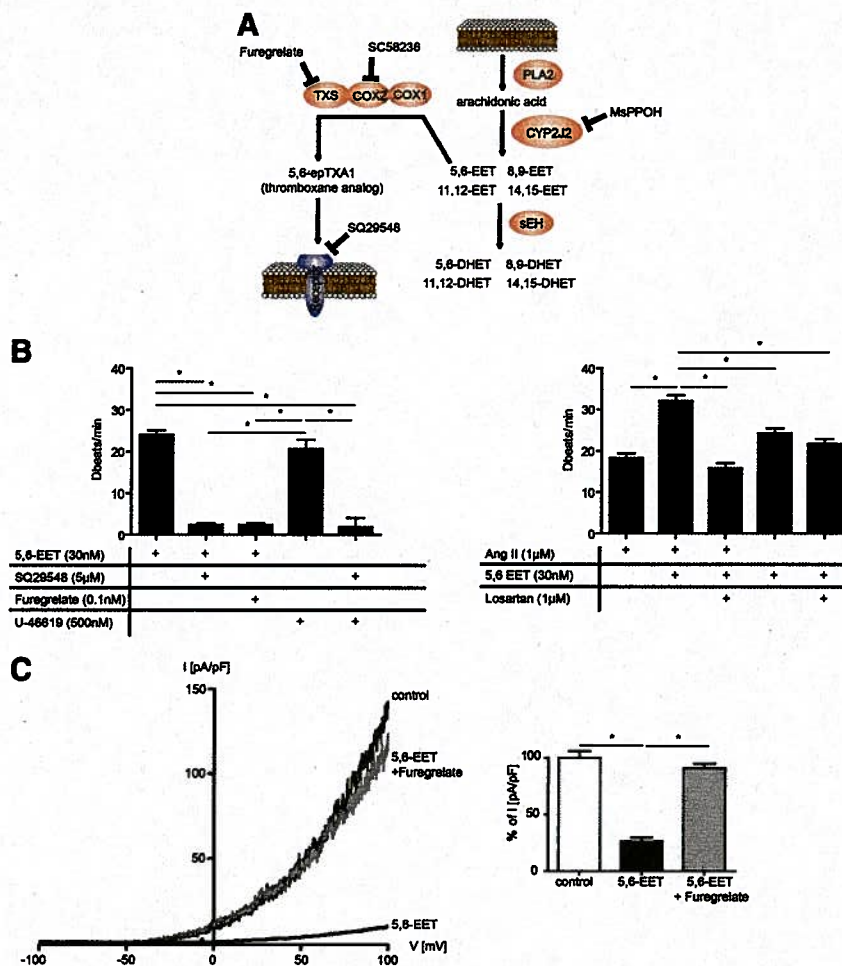 A
Furegrelate
SC58236
TXS COX2 COX1
PLA2
arachidonic acid
CYP2J2
MsPPOH
5,6-EET 8,9-EET
11,12-EET 14,15-EET
5,6-epTXA1
(thromboxane analog)
sEH
SQ29548
5,6-DHET 8,9-DHET
11,12-DHET 14,15-DHET
B
Dbeats/min
40
30
20
10
0
* * * * * *
5,6-EET (30nM) + + +
SQ29548 (5µM) + +
Furegrelate (0.1nM) +
U-46619 (500nM) + +
Dbeats/min
40
30
20
10
0
* * * *
Ang II (1µM) + + +
5,6 EET (30nM) + + + +
Losartan (1µM) + +
C
I [pA/pF]
150
100
50
control
5,6-EET
+Furegrelate
5,6-EET
V [mV]
-100 -50 0 50 100
% of I [pA/pF]
100
50
0
* *
control 5,6-EET 5,6-EET
+ Furegrelate